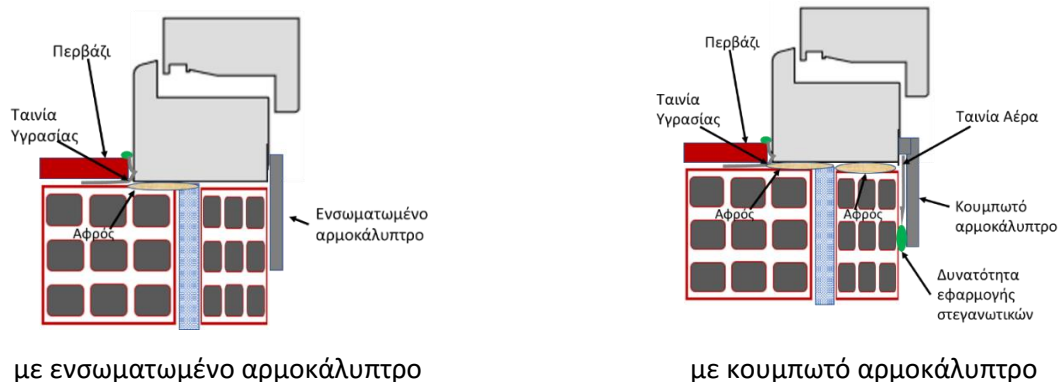 Περβάζι
Ταινία
Υγρασίας
Αφρός
Ενσωματωμένο
αρμοκάλυπτρο
με ενσωματωμένο αρμοκάλυπτρο
Περβάζι
Ταινία
Υγρασίας
Ταινία Αέρα
Αφρός
Αφρός
Κουμπωτό
αρμοκάλυπτρο
Δυνατότητα
εφαρμογής
στεγανωτικών
με κουμπωτό αρμοκάλυπτρο